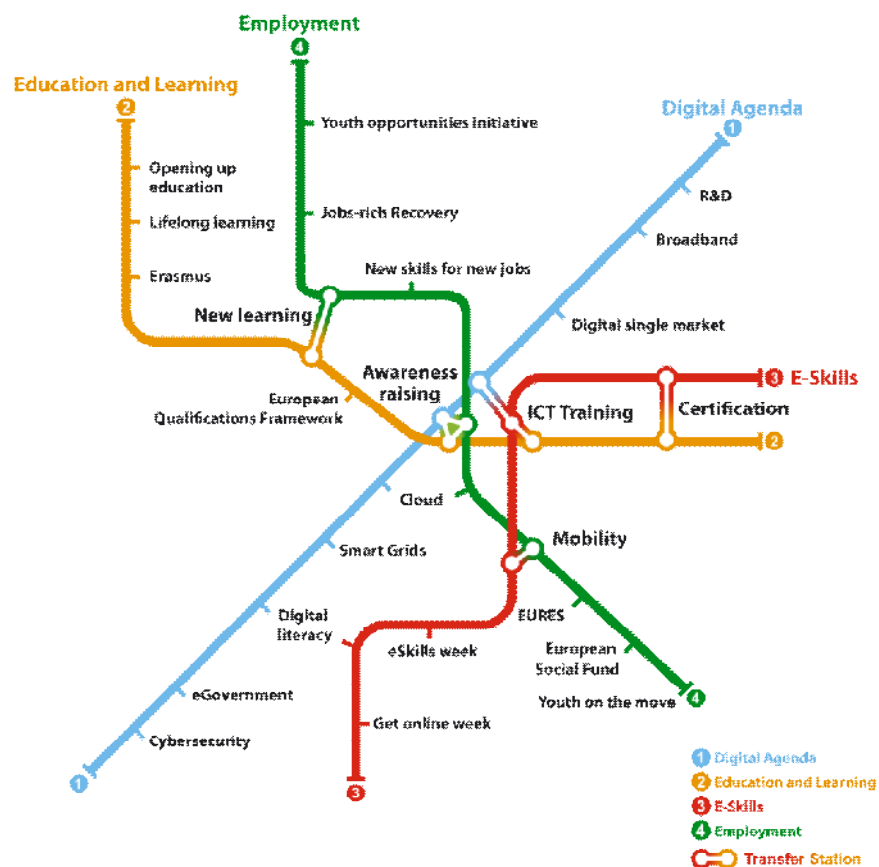 Employment
4
Education and Learning
2
Digital Agenda
1
Youth opportunities initiative
Opening up
education
R&D
Jobs-rich Recovery
Lifelong learning
Broadband
New skills for new jobs
Erasmus
New learning
Digital single market
Awareness
raising
3 E-Skills
European
Qualifications Framework
ICT Training
Certification
2
Cloud
Mobility
Smart Grids
Digital
literacy
EURES
eSkills week
European
Social Fund
eGovernment
Youth on the move
4
Get online week
Cybersecurity
1
3
1 Digital Agenda
2 Education and Learning
3 E-Skills
4 Employment
Transfer Station